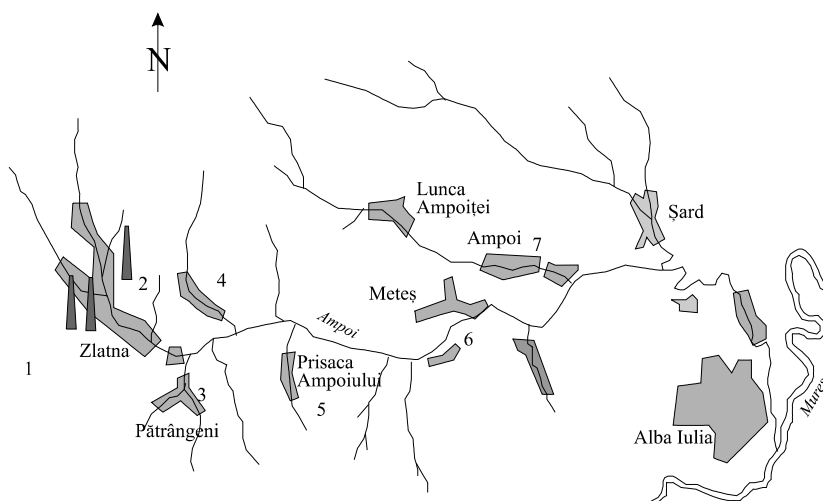 N
Lunca
Ampoiței
Șard
Ampoi
7
2
4
Meteș
Ampoi
Zlatna
6
1
Prisaca
Ampoiului
3
5
Pătrângeni
Alba Iulia
Mureș